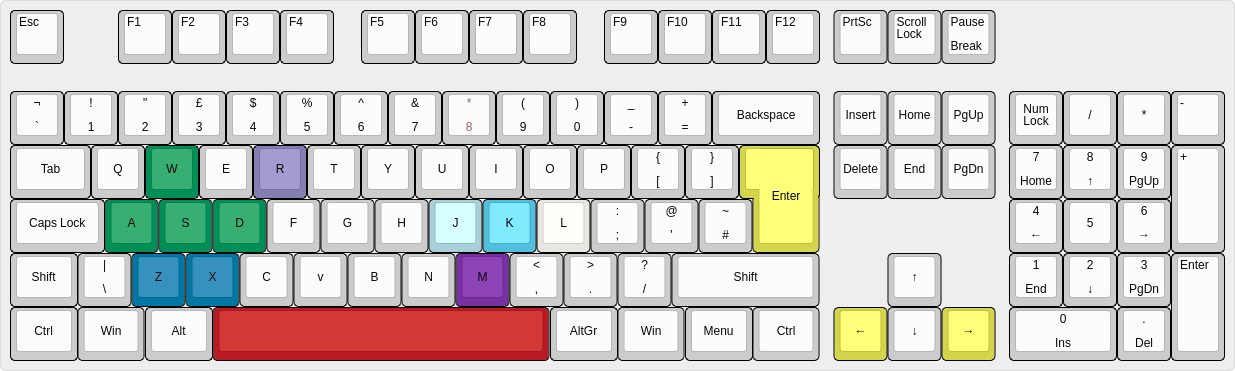 Esc F1 F2 F3 F4 F5 F6 F7 F8 F9 F10 F11 F12 PrtSc Scroll Pause
Lock
Break
¬ ! " £ $ % ^ & * ( ) _ + Backspace Insert Home PgUp Num / * -
` 1 2 3 4 5 6 7 8 9 0 - = Lock
Tab Q W E R T Y U I O P { } Enter Delete End PgDn 7 8 9 +
[ ] Home ↑ PgUp
Caps Lock A S D F G H J K L : @ ~ 4 5 6
; ' # ← →
Shift | Z X C v B N M < > ? Shift ↑ 1 2 3 Enter
\ , . / End ↓ PgDn
Ctrl Win Alt AltGr Win Menu Ctrl ← ↓ → 0 .
Ins Del